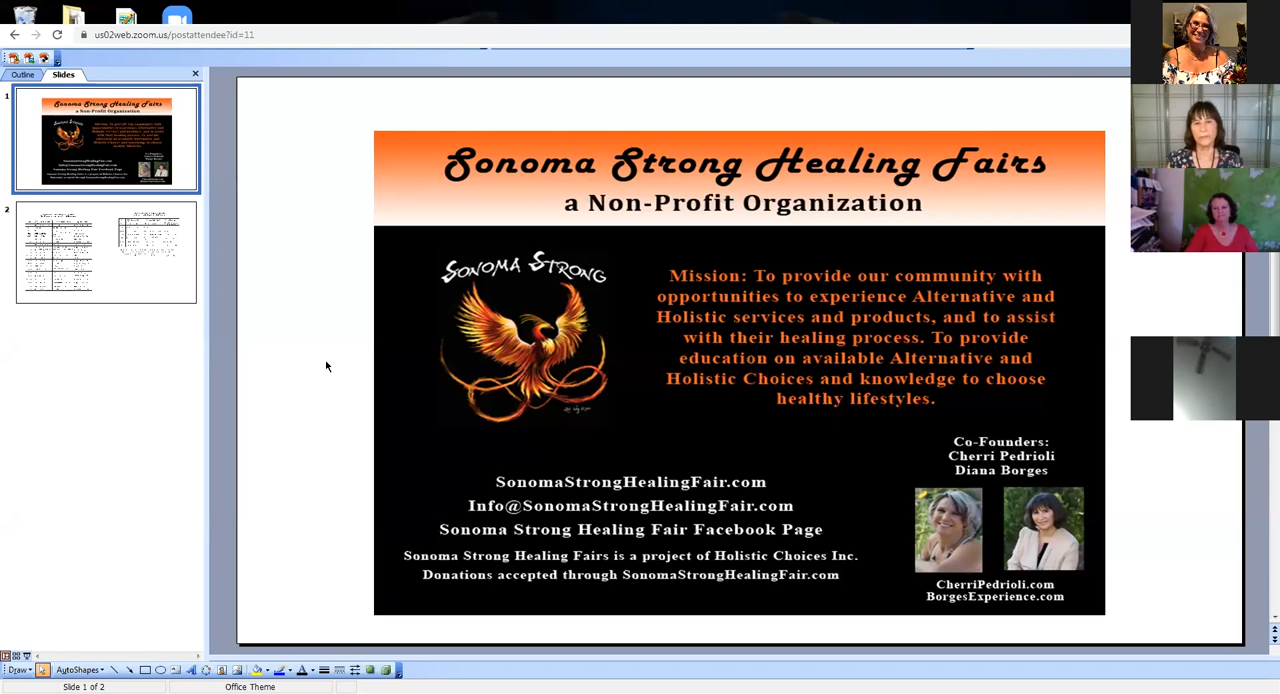 us02web.zoom.us/postattendee?id=11
Outline
Slides
1
2
Sonoma Strong Healing Fairs
a Non-Profit Organization
SONOMA STRONG
Mission: To provide our community with
opportunities to experience Alternative and
Holistic services and products, and to assist
with their healing process. To provide
education on available Alternative and
Holistic Choices and knowledge to choose
healthy lifestyles.
Co-Founders:
Cherri Pedrioli
Diana Borges
SonomaStrongHealingFair.com
Info@SonomaStrongHealingFair.com
Sonoma Strong Healing Fair Facebook Page
Sonoma Strong Healing Fairs is a project of Holistic Choices Inc.
Donations accepted through SonomaStrongHealingFair.com
CherriPedrioli.com
BorgesExperience.com
Draw
AutoShapes
Slide 1 of 2
Office Theme